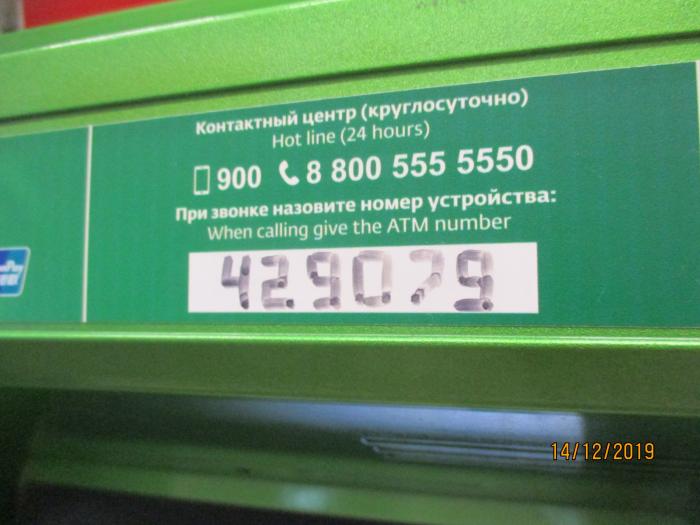 Контактный центр (круглосуточно)
Hot line (24 hours)
900 8 800 555 5550
При звонке назовите номер устройства:
When calling give the ATM number
429079
14/12/2019